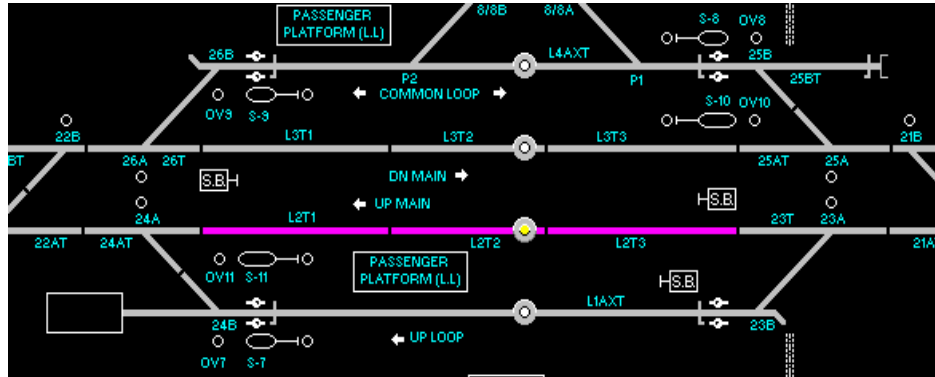 8/8B 8/8A
PASSENGER
PLATFORM (L.L)
S-8 OV8
26B L4AXT 25B
P2 P1 25BT
COMMON LOOP
OV9 S-9 S-10 OV10
22B L3T1 L3T2 L3T3 21B
BT 26A 26T 25AT 25A
S.B. DN MAIN
UP MAIN S.B.
24A L2T1 23T 23A
22AT 24AT L2T2 L2T3 21A
PASSENGER
PLATFORM (L.L)
OV11 S-11
S.B.
L1AXT
24B 23B
UP LOOP
OV7 S-7